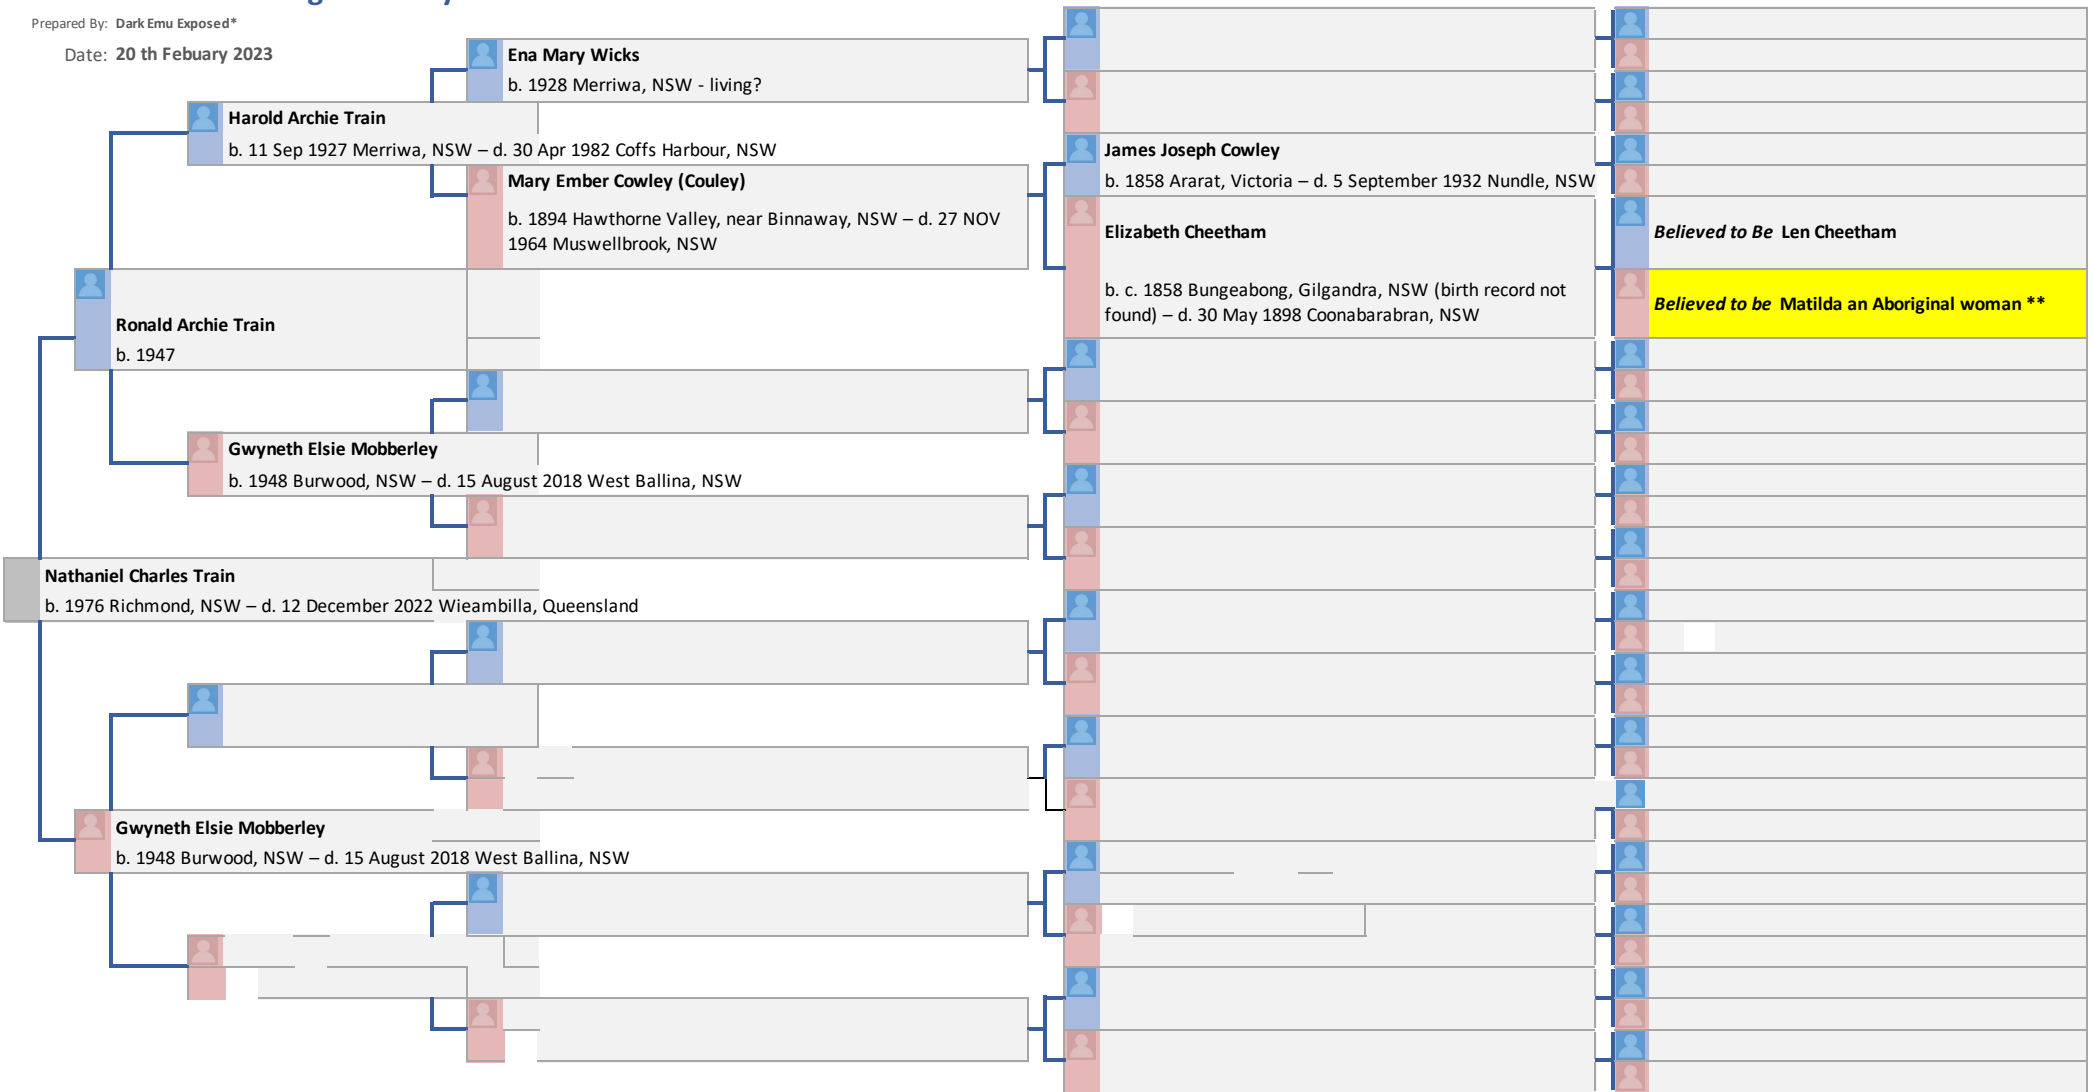 Prepared By: Dark Emu Exposed*
Date: 20 th Febuary 2023
Ena Mary Wicks
b. 1928 Merriwa, NSW - living?
Harold Archie Train
b. 11 Sep 1927 Merriwa, NSW – d. 30 Apr 1982 Coffs Harbour, NSW
James Joseph Cowley
b. 1858 Ararat, Victoria – d. 5 September 1932 Nundle, NSW
Mary Ember Cowley (Couley)
b. 1894 Hawthorne Valley, near Binnaway, NSW – d. 27 NOV
1964 Muswellbrook, NSW
Elizabeth Cheetham
b. c. 1858 Bungeabong, Gilgandra, NSW (birth record not
found) – d. 30 May 1898 Coonabarabran, NSW
Believed to Be Len Cheetham
Believed to be Matilda an Aboriginal woman **
Ronald Archie Train
b. 1947
Gwyneth Elsie Mobberley
b. 1948 Burwood, NSW – d. 15 August 2018 West Ballina, NSW
Nathaniel Charles Train
b. 1976 Richmond, NSW – d. 12 December 2022 Wieambilla, Queensland
Gwyneth Elsie Mobberley
b. 1948 Burwood, NSW – d. 15 August 2018 West Ballina, NSW